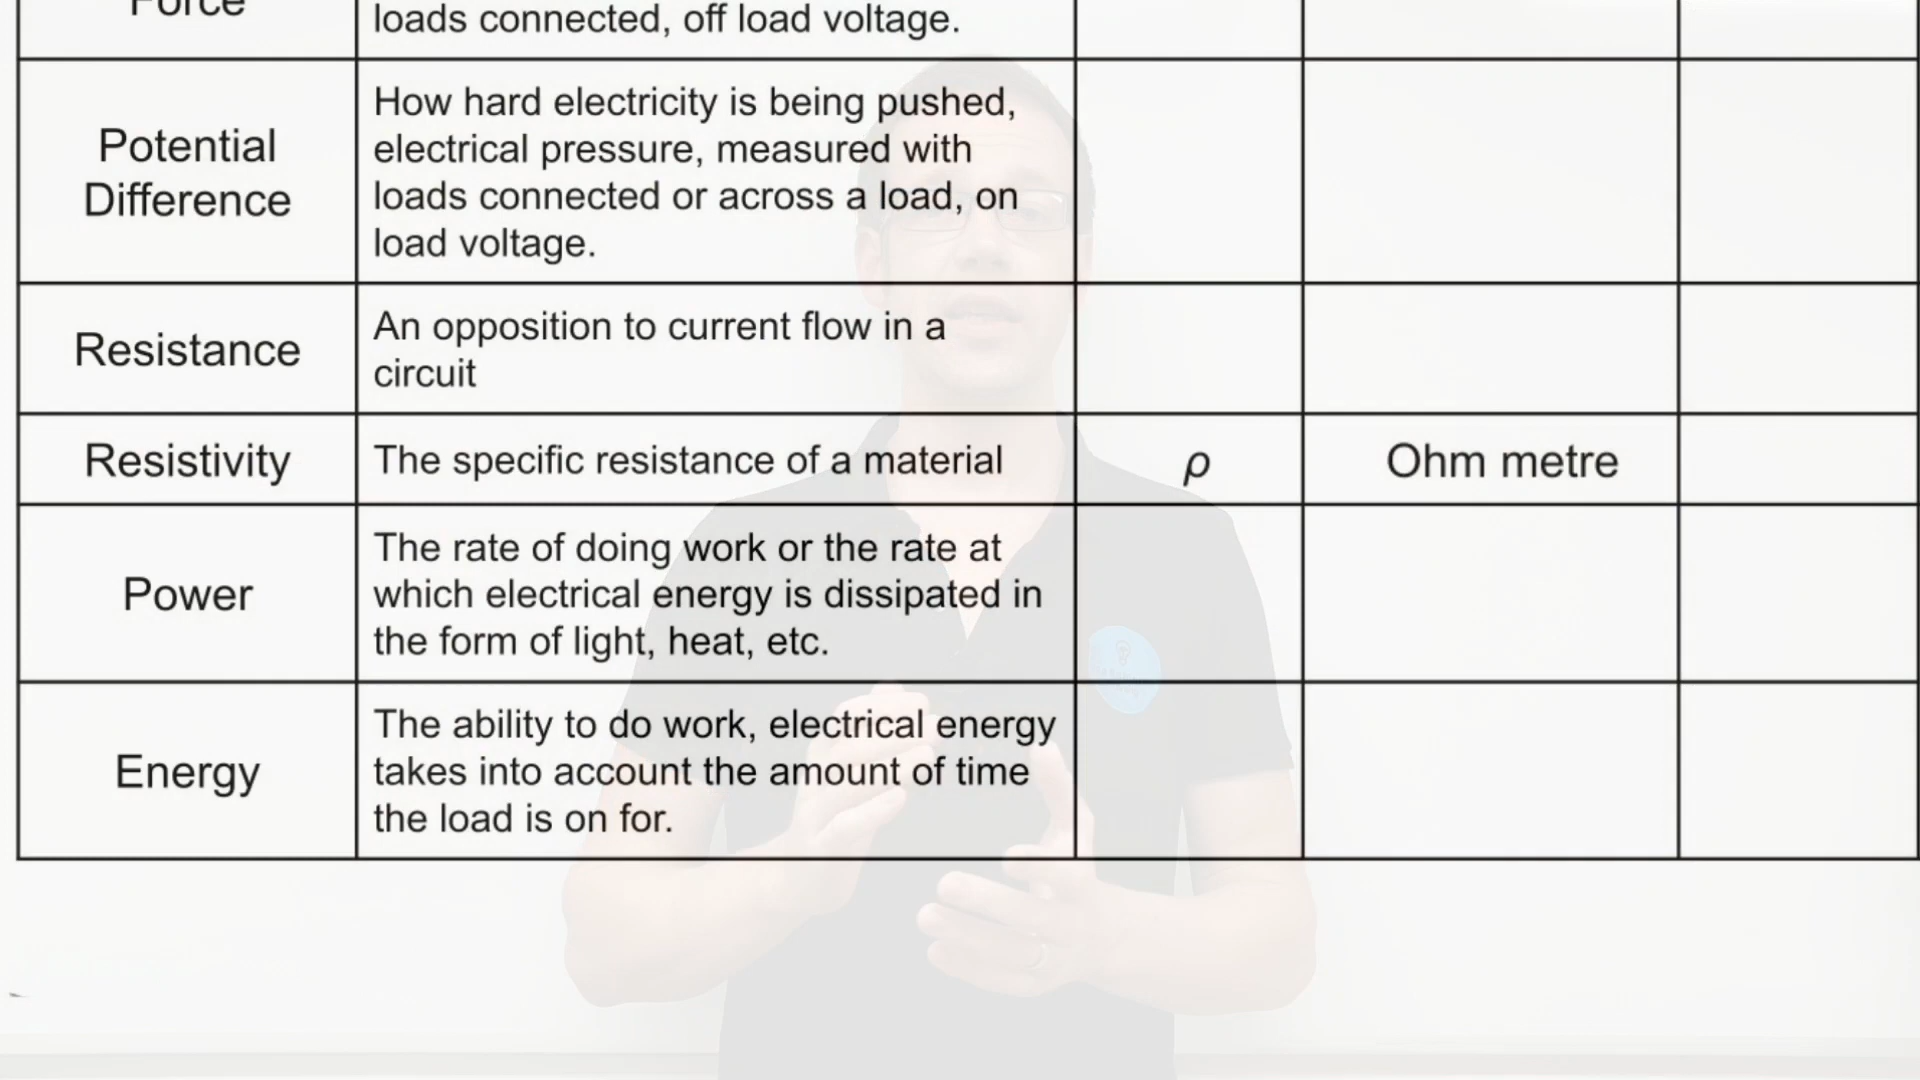 Force
loads connected, off load voltage.
Potential
Difference
How hard electricity is being pushed,
electrical pressure, measured with
loads connected or across a load, on
load voltage.
Resistance
An opposition to current flow in a
circuit
Resistivity
The specific resistance of a material
ρ
Ohm metre
Power
The rate of doing work or the rate at
which electrical energy is dissipated in
the form of light, heat, etc.
Energy
The ability to do work, electrical energy
takes into account the amount of time
the load is on for.